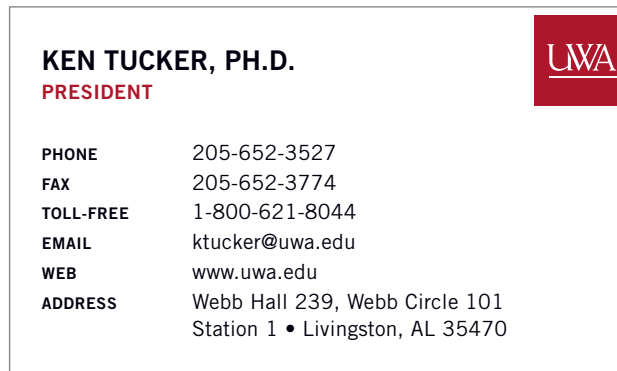 KEN TUCKER, PH.D.
PRESIDENT
UWA
PHONE 205-652-3527
FAX 205-652-3774
TOLL-FREE 1-800-621-8044
EMAIL ktucker@uwa.edu
WEB www.uwa.edu
ADDRESS Webb Hall 239, Webb Circle 101
Station 1 • Livingston, AL 35470